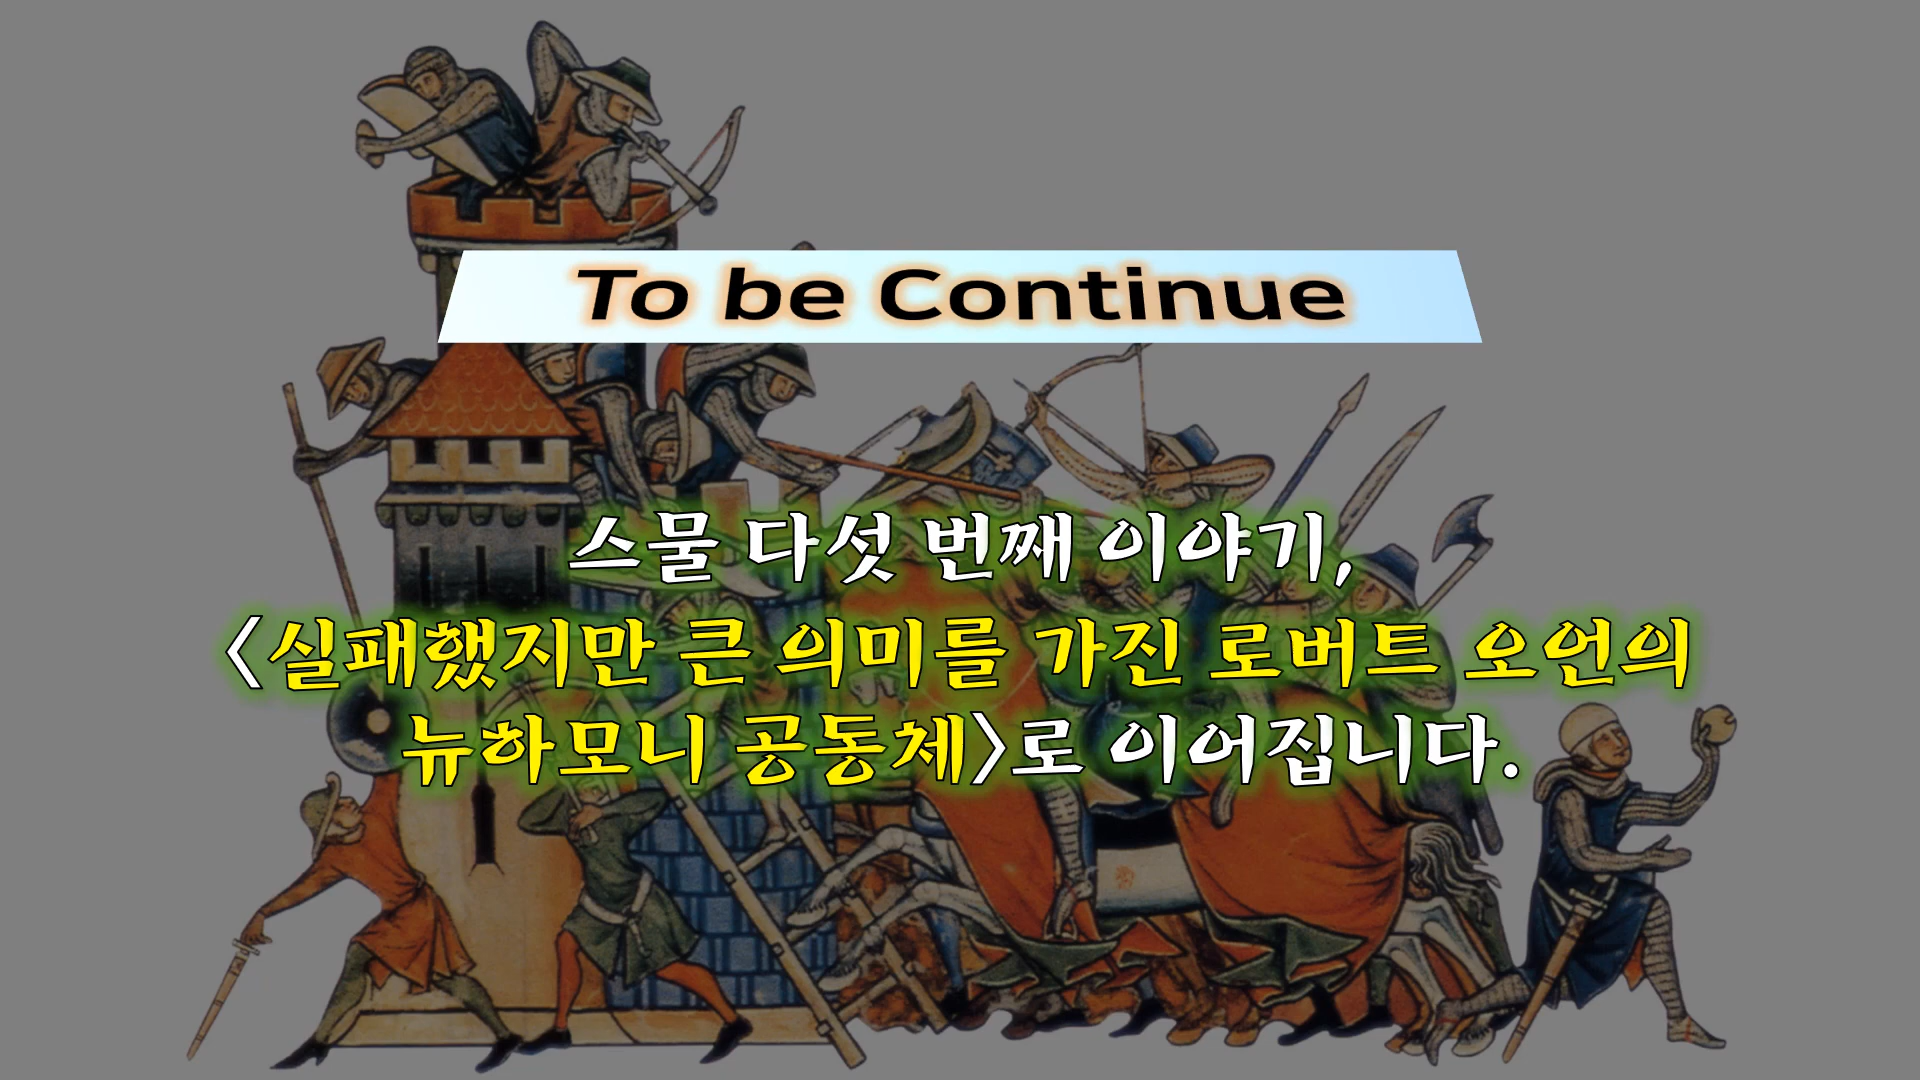 To be Continue
스물 다섯 번째 이야기,
<실패했지만 큰 의미를 가진 로버트 오언의
뉴하모니 공동체>로 이어집니다.